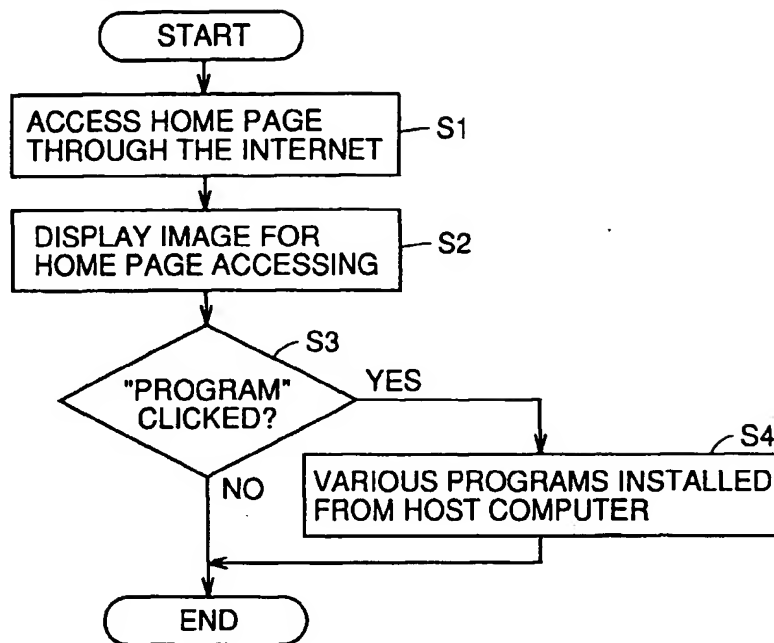 START
ACCESS HOME PAGE
THROUGH THE INTERNET
S1
DISPLAY IMAGE FOR
HOME PAGE ACCESSING
S2
S3
"PROGRAM"
CLICKED?
YES
NO
S4
VARIOUS PROGRAMS INSTALLED
FROM HOST COMPUTER
END